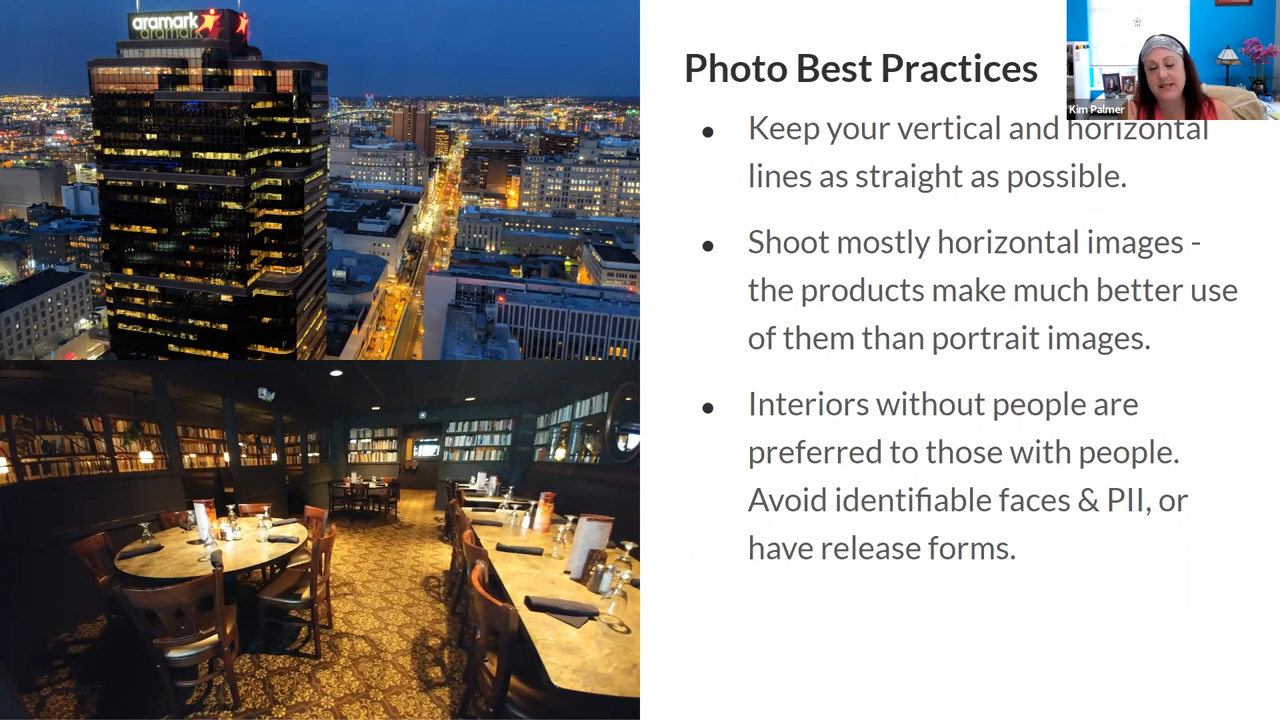 aramark
aramark
Photo Best Practices
Kim Palmer
● Keep your vertical and horizontal
lines as straight as possible.
● Shoot mostly horizontal images -
the products make much better use
of them than portrait images.
● Interiors without people are
preferred to those with people.
Avoid identifiable faces & PII, or
have release forms.